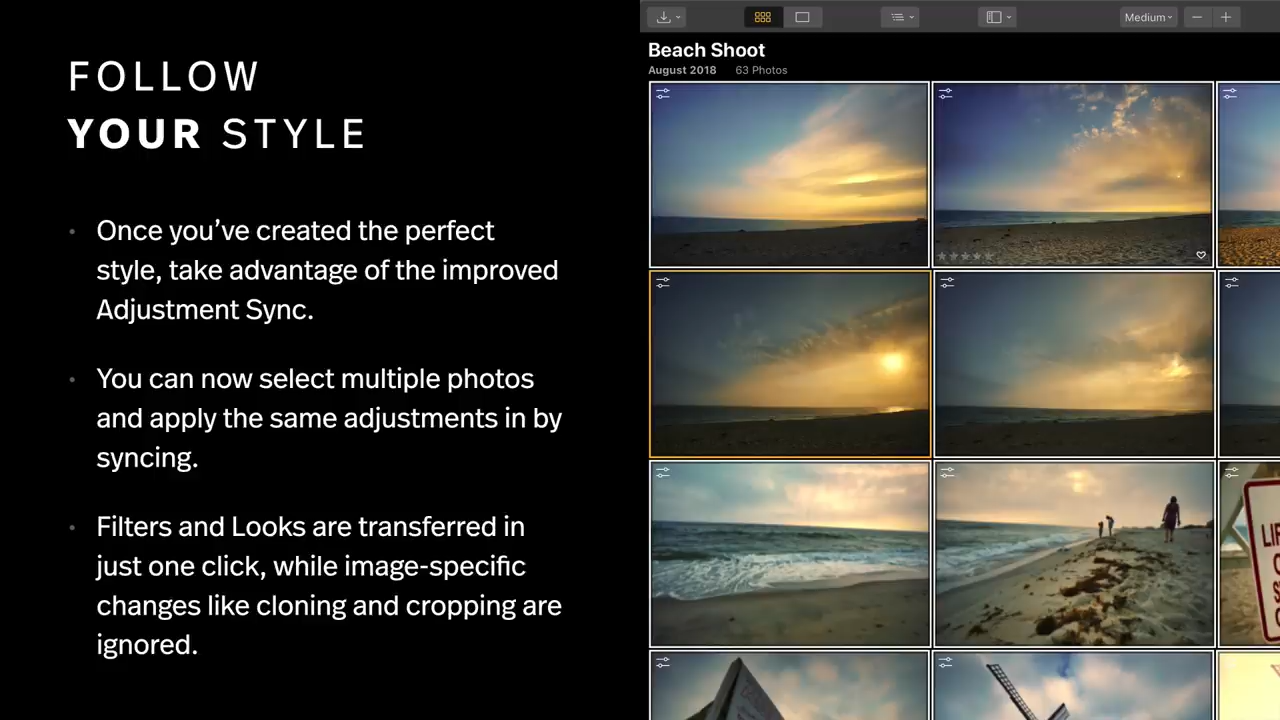 FOLLOW
YOUR STYLE
Once you’ve created the perfect
style, take advantage of the improved
Adjustment Sync.
You can now select multiple photos
and apply the same adjustments in by
syncing.
Filters and Looks are transferred in
just one click, while image-specific
changes like cloning and cropping are
ignored.
Medium
Beach Shoot
August 2018 63 Photos